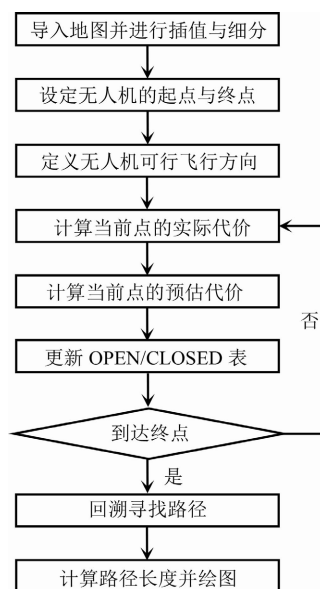 导入地图并进行插值与细分
设定无人机的起点与终点
定义无人机可行飞行方向
计算当前点的实际代价
计算当前点的预估代价
否
更新 OPEN/CLOSED 表
到达终点
是
回溯寻找路径
计算路径长度并绘图